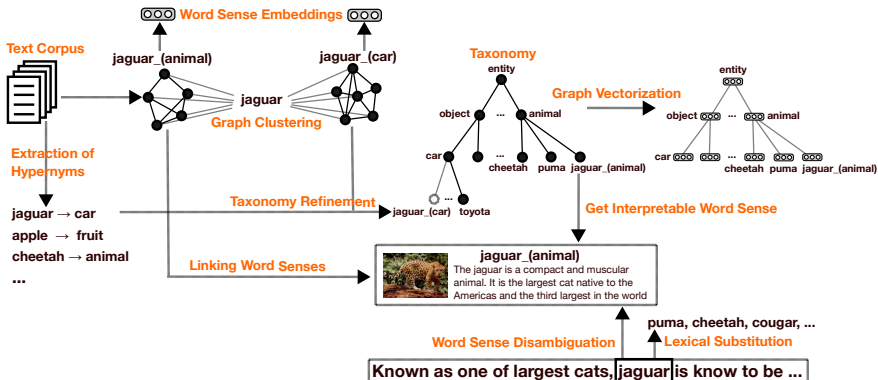 Word Sense Embeddings
Text Corpus
jaguar_(animal)
jaguar_(car)
jaguar
Graph Clustering
Extraction of
Hypernyms
jaguar → car
apple → fruit
cheetah → animal
...
Taxonomy Refinement
Linking Word Senses
Taxonomy
entity
object
...
animal
car
...
cheetah
puma
jaguar_(animal)
...
jaguar_(car)
toyota
Graph Vectorization
entity
object
...
animal
car
...
cheetah
puma
jaguar_(animal)
Get Interpretable Word Sense
jaguar_(animal)
The jaguar is a compact and muscular
animal. It is the largest cat native to the
Americas and the third largest in the world
Word Sense Disambiguation
puma, cheetah, cougar, ...
Lexical Substitution
Known as one of largest cats, jaguar is know to be ...